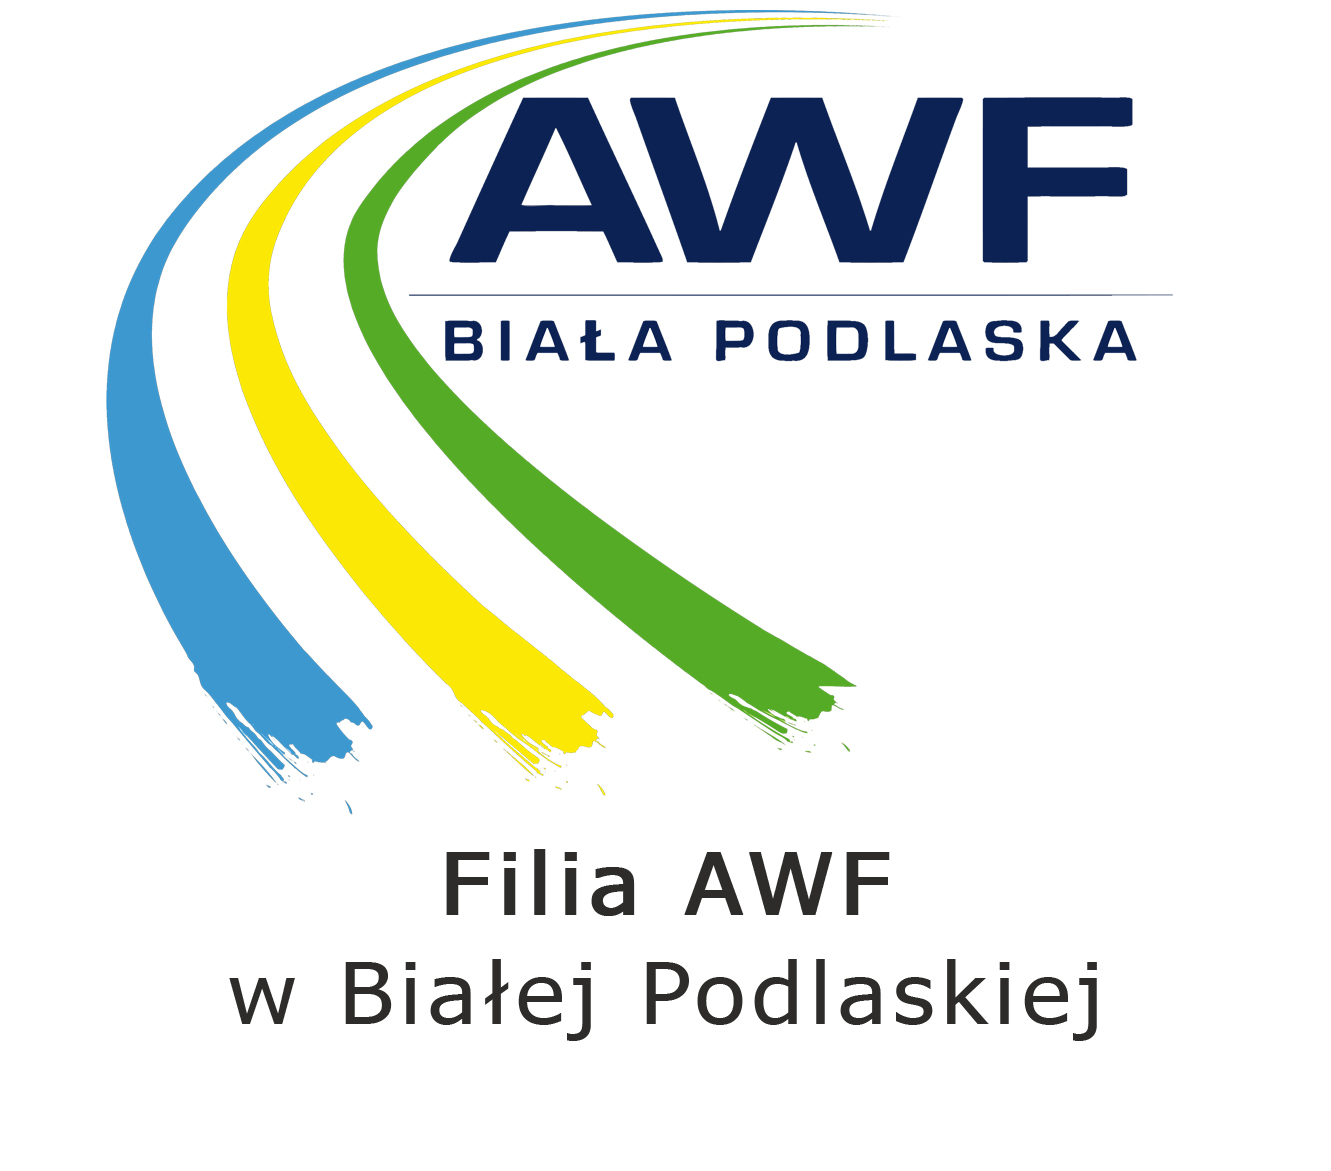 AWF
BIAŁA PODLASKA
Filia AWF
w Białej Podlaskiej